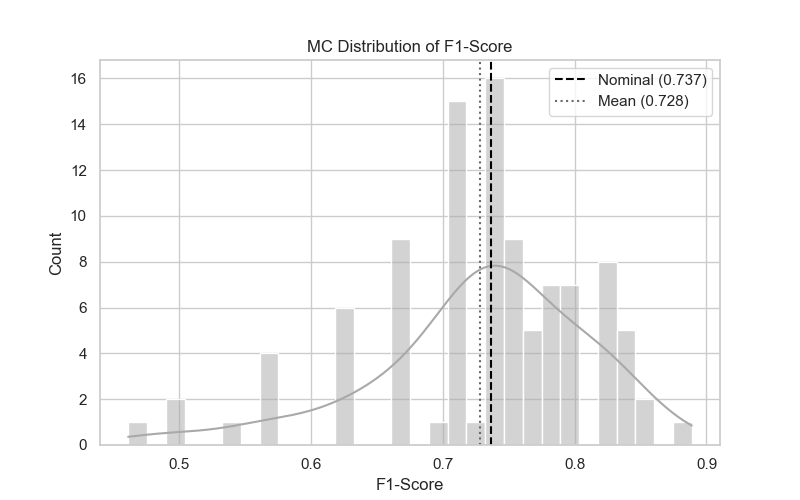 MC Distribution of F1-Score
Nominal (0.737)
Mean (0.728)
Count
16
14
12
10
8
6
4
2
0
0.5 0.6 0.7 0.8 0.9
F1-Score